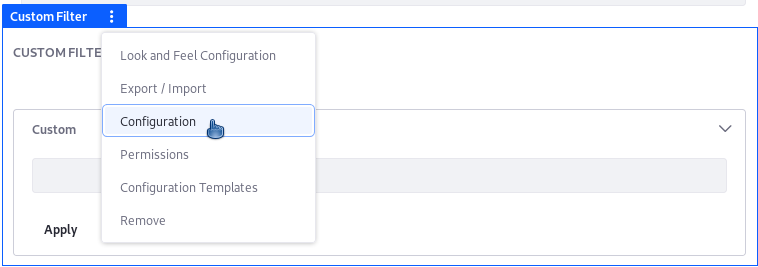 Custom Filter
CUSTOM FILTE
Look and Feel Configuration
Export / Import
Configuration
Permissions
Configuration Templates
Remove
Custom
Apply